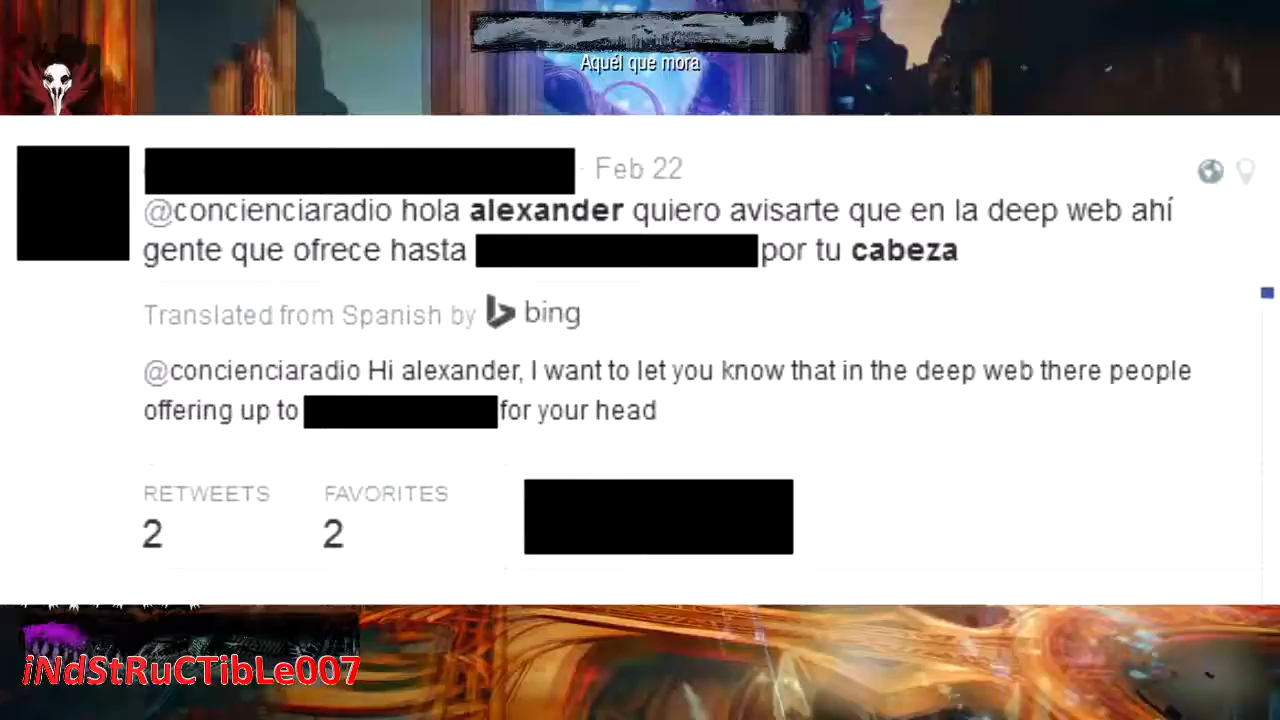 Aquél que mora
· Feb 22
@concienciaradio hola alexander quiero avisarte que en la deep web ahí
gente que ofrece hasta por tu cabeza
Translated from Spanish by bing
@concienciaradio Hi alexander, I want to let you know that in the deep web there people
offering up to for your head
RETWEETS FAVORITES
2 2
iNdStRuCTibLe007